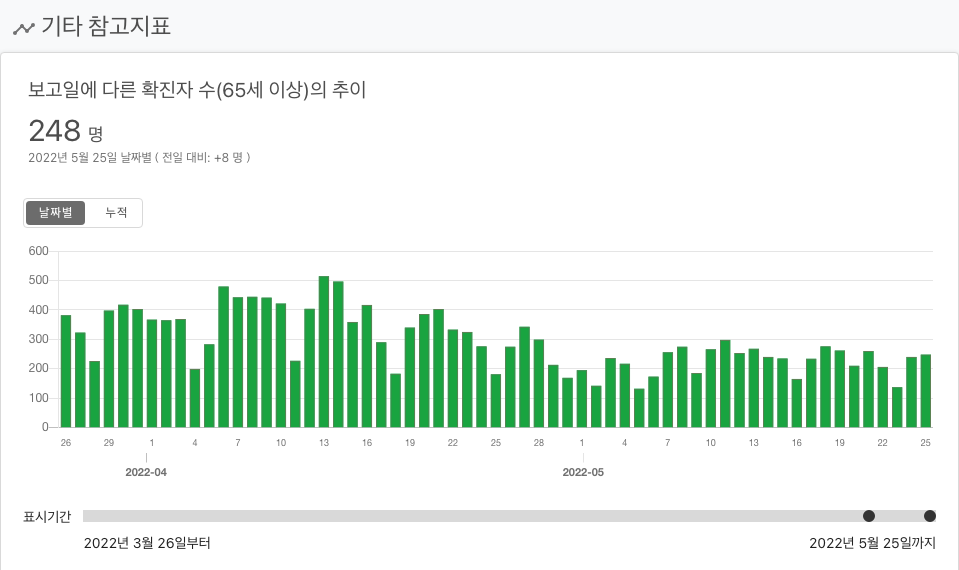 기타 참고지표
보고일에 다른 확진자 수(65세 이상)의 추이
248 명
2022년 5월 25일 날짜별 ( 전일 대비: +8 명 )
날짜별 누적
600
500
400
300
200
100
0
26 29 1 4 7 10 13 16 19 22 25 28 1 4 7 10 13 16 19 22 25
2022-04 2022-05
표시기간
2022년 3월 26일부터 2022년 5월 25일까지